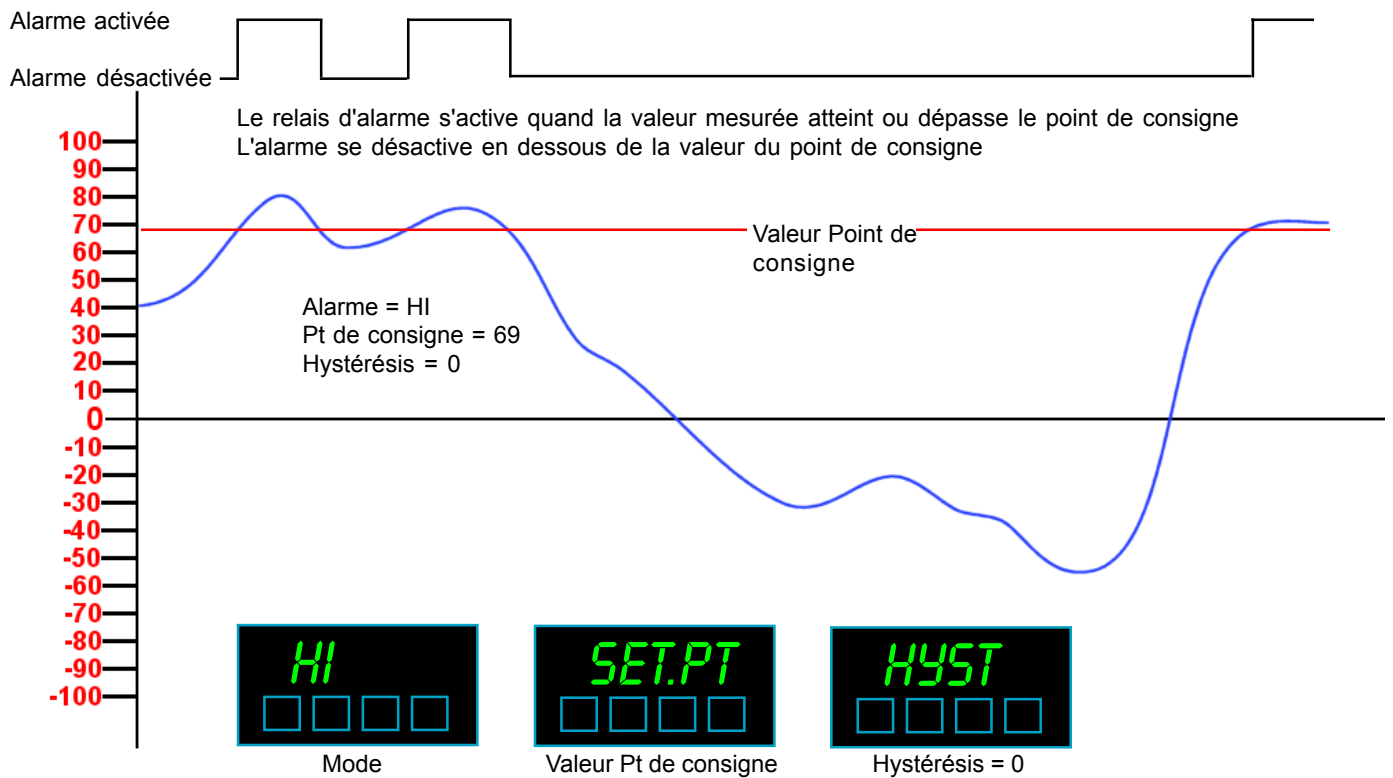 Alarme activée
Alarme désactivée
Le relais d'alarme s'active quand la valeur mesurée atteint ou dépasse le point de consigne
L'alarme se désactive en dessous de la valeur du point de consigne
100
90
80
70
60
50
40
30
20
10
0
-10
-20
-30
-40
-50
-60
-70
-80
-90
-100
Valeur Point de
consigne
Alarme = HI
Pt de consigne = 69
Hystérésis = 0
HI
SET.PT
HYST
Mode
Valeur Pt de consigne
Hystérésis = 0